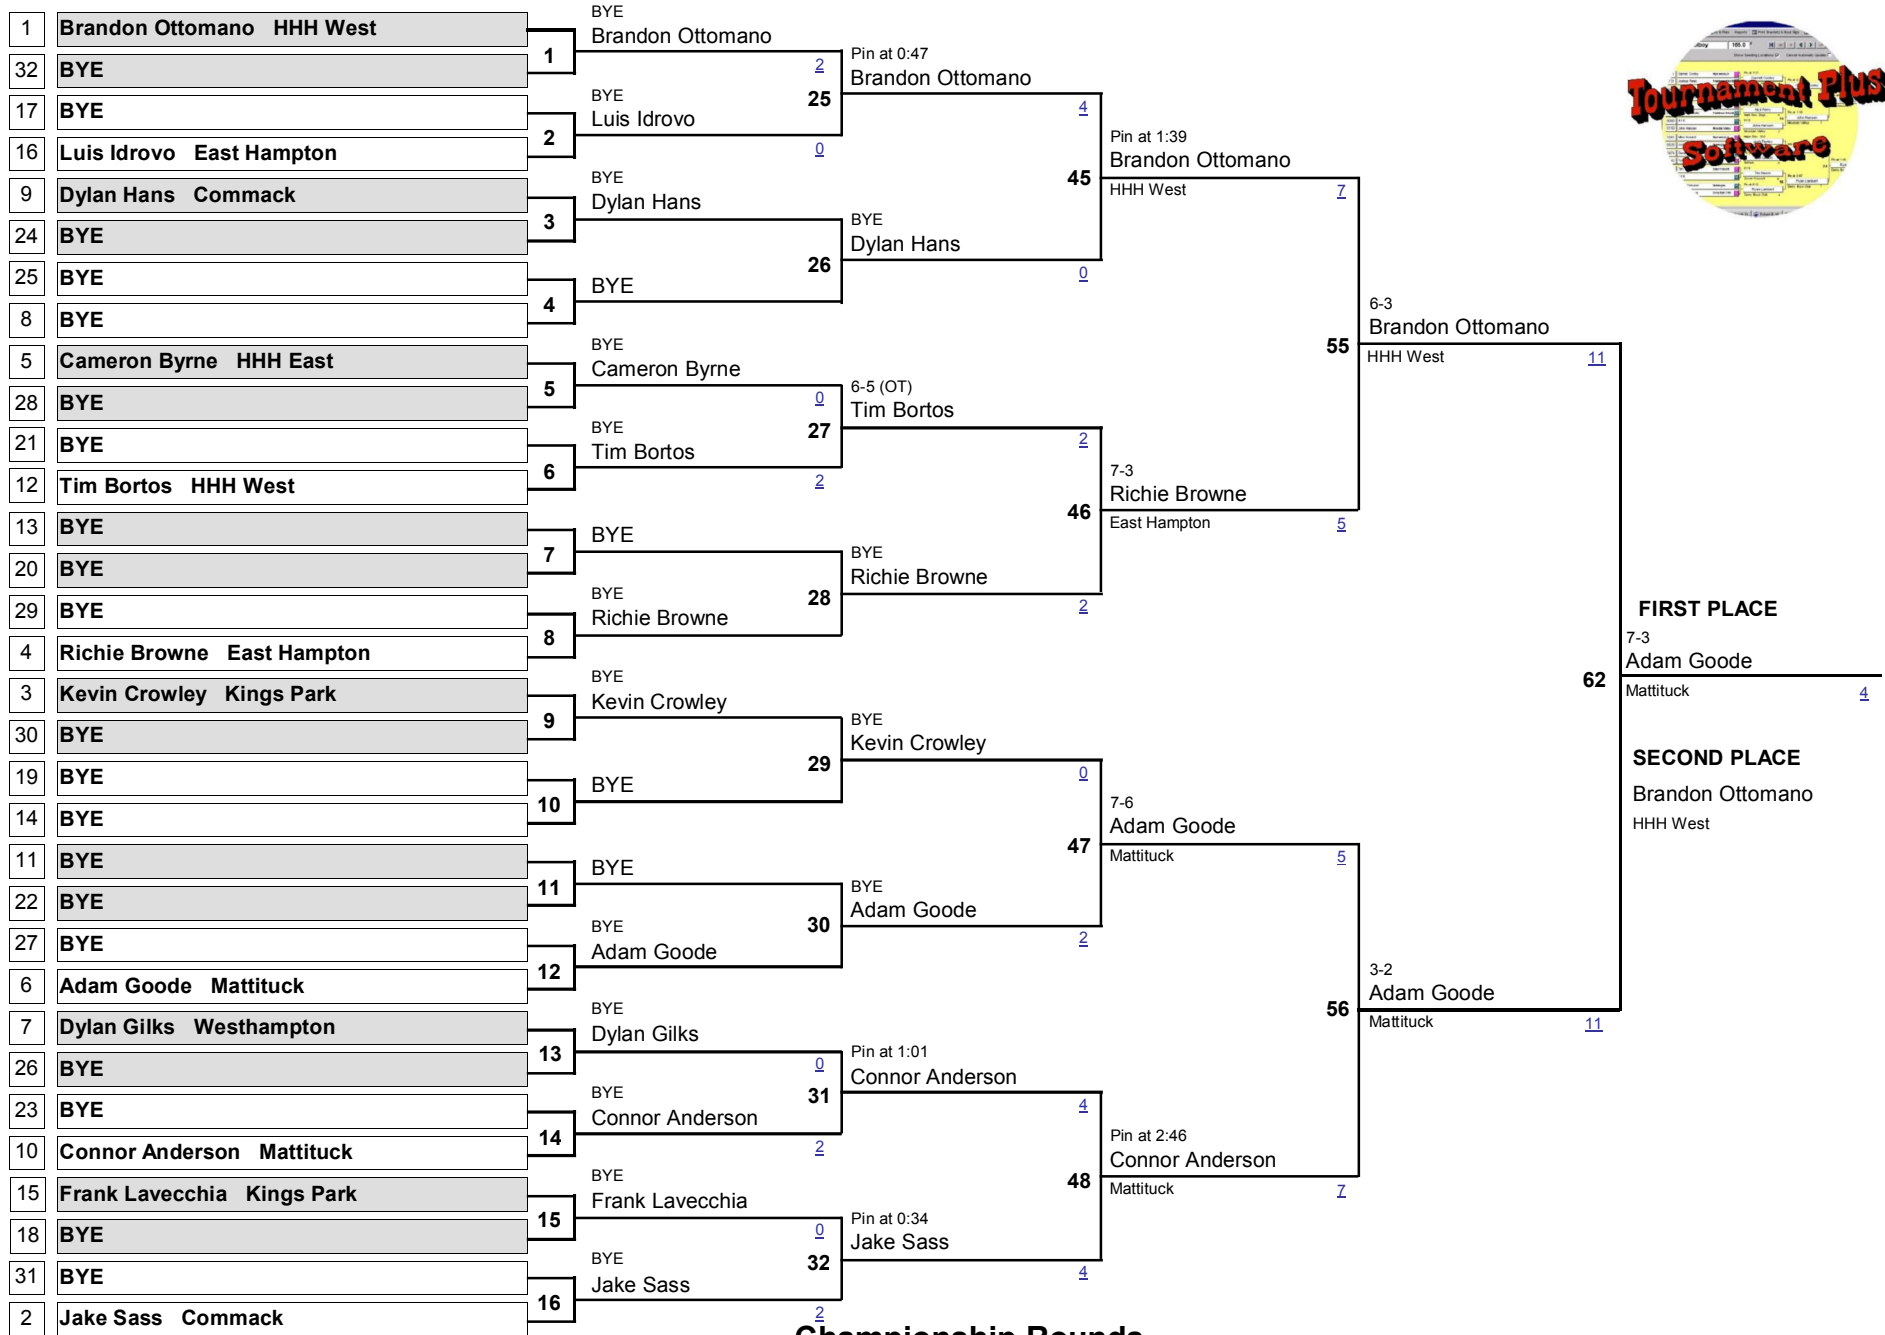 1 Brandon Ottomano HHH West
32 BYE
17 BYE
16 Luis Idrovo East Hampton
9 Dylan Hans Commack
24 BYE
25 BYE
8 BYE
5 Cameron Byrne HHH East
28 BYE
21 BYE
12 Tim Bortos HHH West
13 BYE
20 BYE
29 BYE
4 Richie Browne East Hampton
3 Kevin Crowley Kings Park
30 BYE
19 BYE
14 BYE
11 BYE
22 BYE
27 BYE
6 Adam Goode Mattituck
7 Dylan Gilks Westhampton
26 BYE
23 BYE
10 Connor Anderson Mattituck
15 Frank Lavecchia Kings Park
18 BYE
31 BYE
2 Jake Sass Commack
1
2
3
4
5
6
7
8
9
10
11
12
13
14
15
16
BYE
Brandon Ottomano
2
BYE
Luis Idrovo
0
BYE
Dylan Hans
BYE
BYE
Cameron Byrne
0
BYE
Tim Bortos
2
BYE
BYE
Richie Browne
BYE
Kevin Crowley
BYE
BYE
BYE
Adam Goode
BYE
Dylan Gilks
0
BYE
Connor Anderson
2
BYE
Frank Lavecchia
0
BYE
Jake Sass
2
25
26
27
28
29
30
31
32
Pin at 0:47
Brandon Ottomano
4
BYE
Dylan Hans
0
6-5 (OT)
Tim Bortos
2
BYE
Richie Browne
2
BYE
Kevin Crowley
0
BYE
Adam Goode
2
Pin at 1:01
Connor Anderson
4
Pin at 0:34
Jake Sass
4
45
46
47
48
Pin at 1:39
Brandon Ottomano
HHH West
7
7-3
Richie Browne
East Hampton
5
7-6
Adam Goode
Mattituck
5
Pin at 2:46
Connor Anderson
Mattituck
7
55
56
6-3
Brandon Ottomano
HHH West
11
3-2
Adam Goode
Mattituck
11
62
FIRST PLACE
7-3
Adam Goode
Mattituck
4
SECOND PLACE
Brandon Ottomano
HHH West
Tournament Plus
Software
Championship Rounds